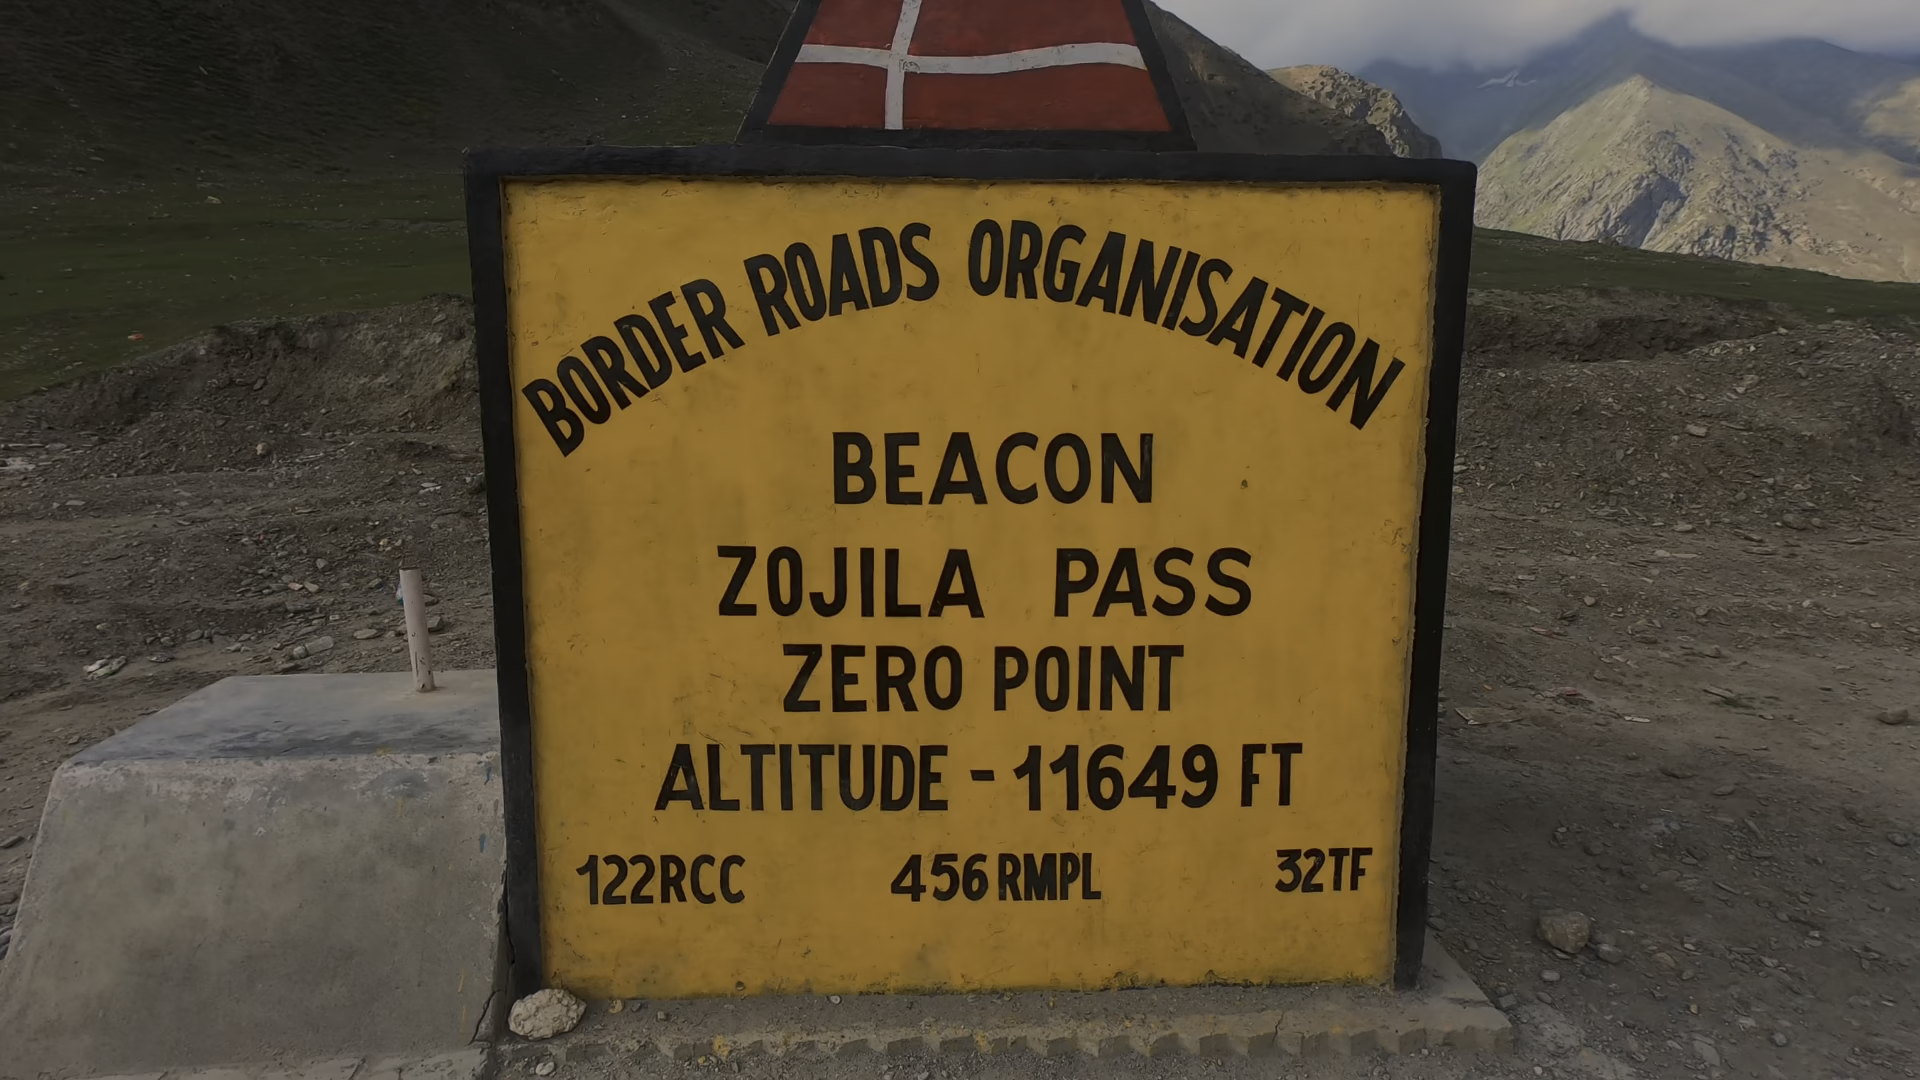 BORDER ROADS ORGANISATION
BEACON
ZOJILA PASS
ZERO POINT
ALTITUDE - 11649 FT
122RCC 456 RMPL 32TF